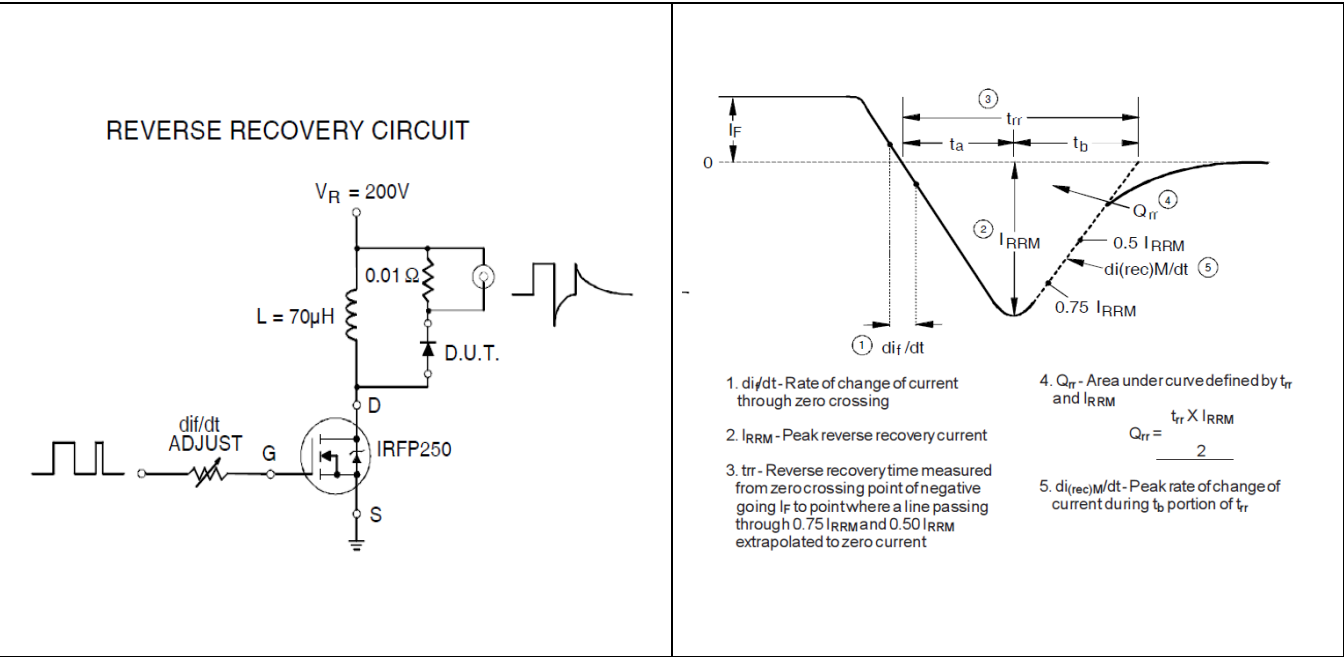 REVERSE RECOVERY CIRCUIT
VR = 200V
0.01 Ω
L = 70µH
D.U.T.
D
dif/dt
ADJUST
G
IRFP250
S
3
trr
IF
ta
tb
0
Qrr 4
2 IRRM
0.5 IRRM
di(rec)M/dt 5
0.75 IRRM
1 dif /dt
1. dif/dt - Rate of change of current
through zero crossing
2. IRRM - Peak reverse recovery current
3. trr - Reverse recovery time measured
from zero crossing point of negative
going IF to point where a line passing
through 0.75 IRRM and 0.50 IRRM
extrapolated to zero current
4. Qrr - Area under curve defined by trr
and IRRM
trr X IRRM
Qrr =
2
5. di(rec)M/dt - Peak rate of change of
current during tb portion of trr